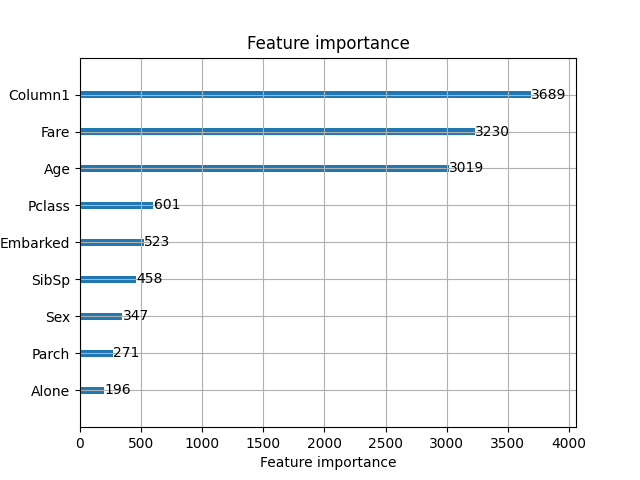 Feature importance
Column1 3689
Fare 3230
Age 3019
Pclass 601
Embarked 523
SibSp 458
Sex 347
Parch 271
Alone 196
0 500 1000 1500 2000 2500 3000 3500 4000
Feature importance